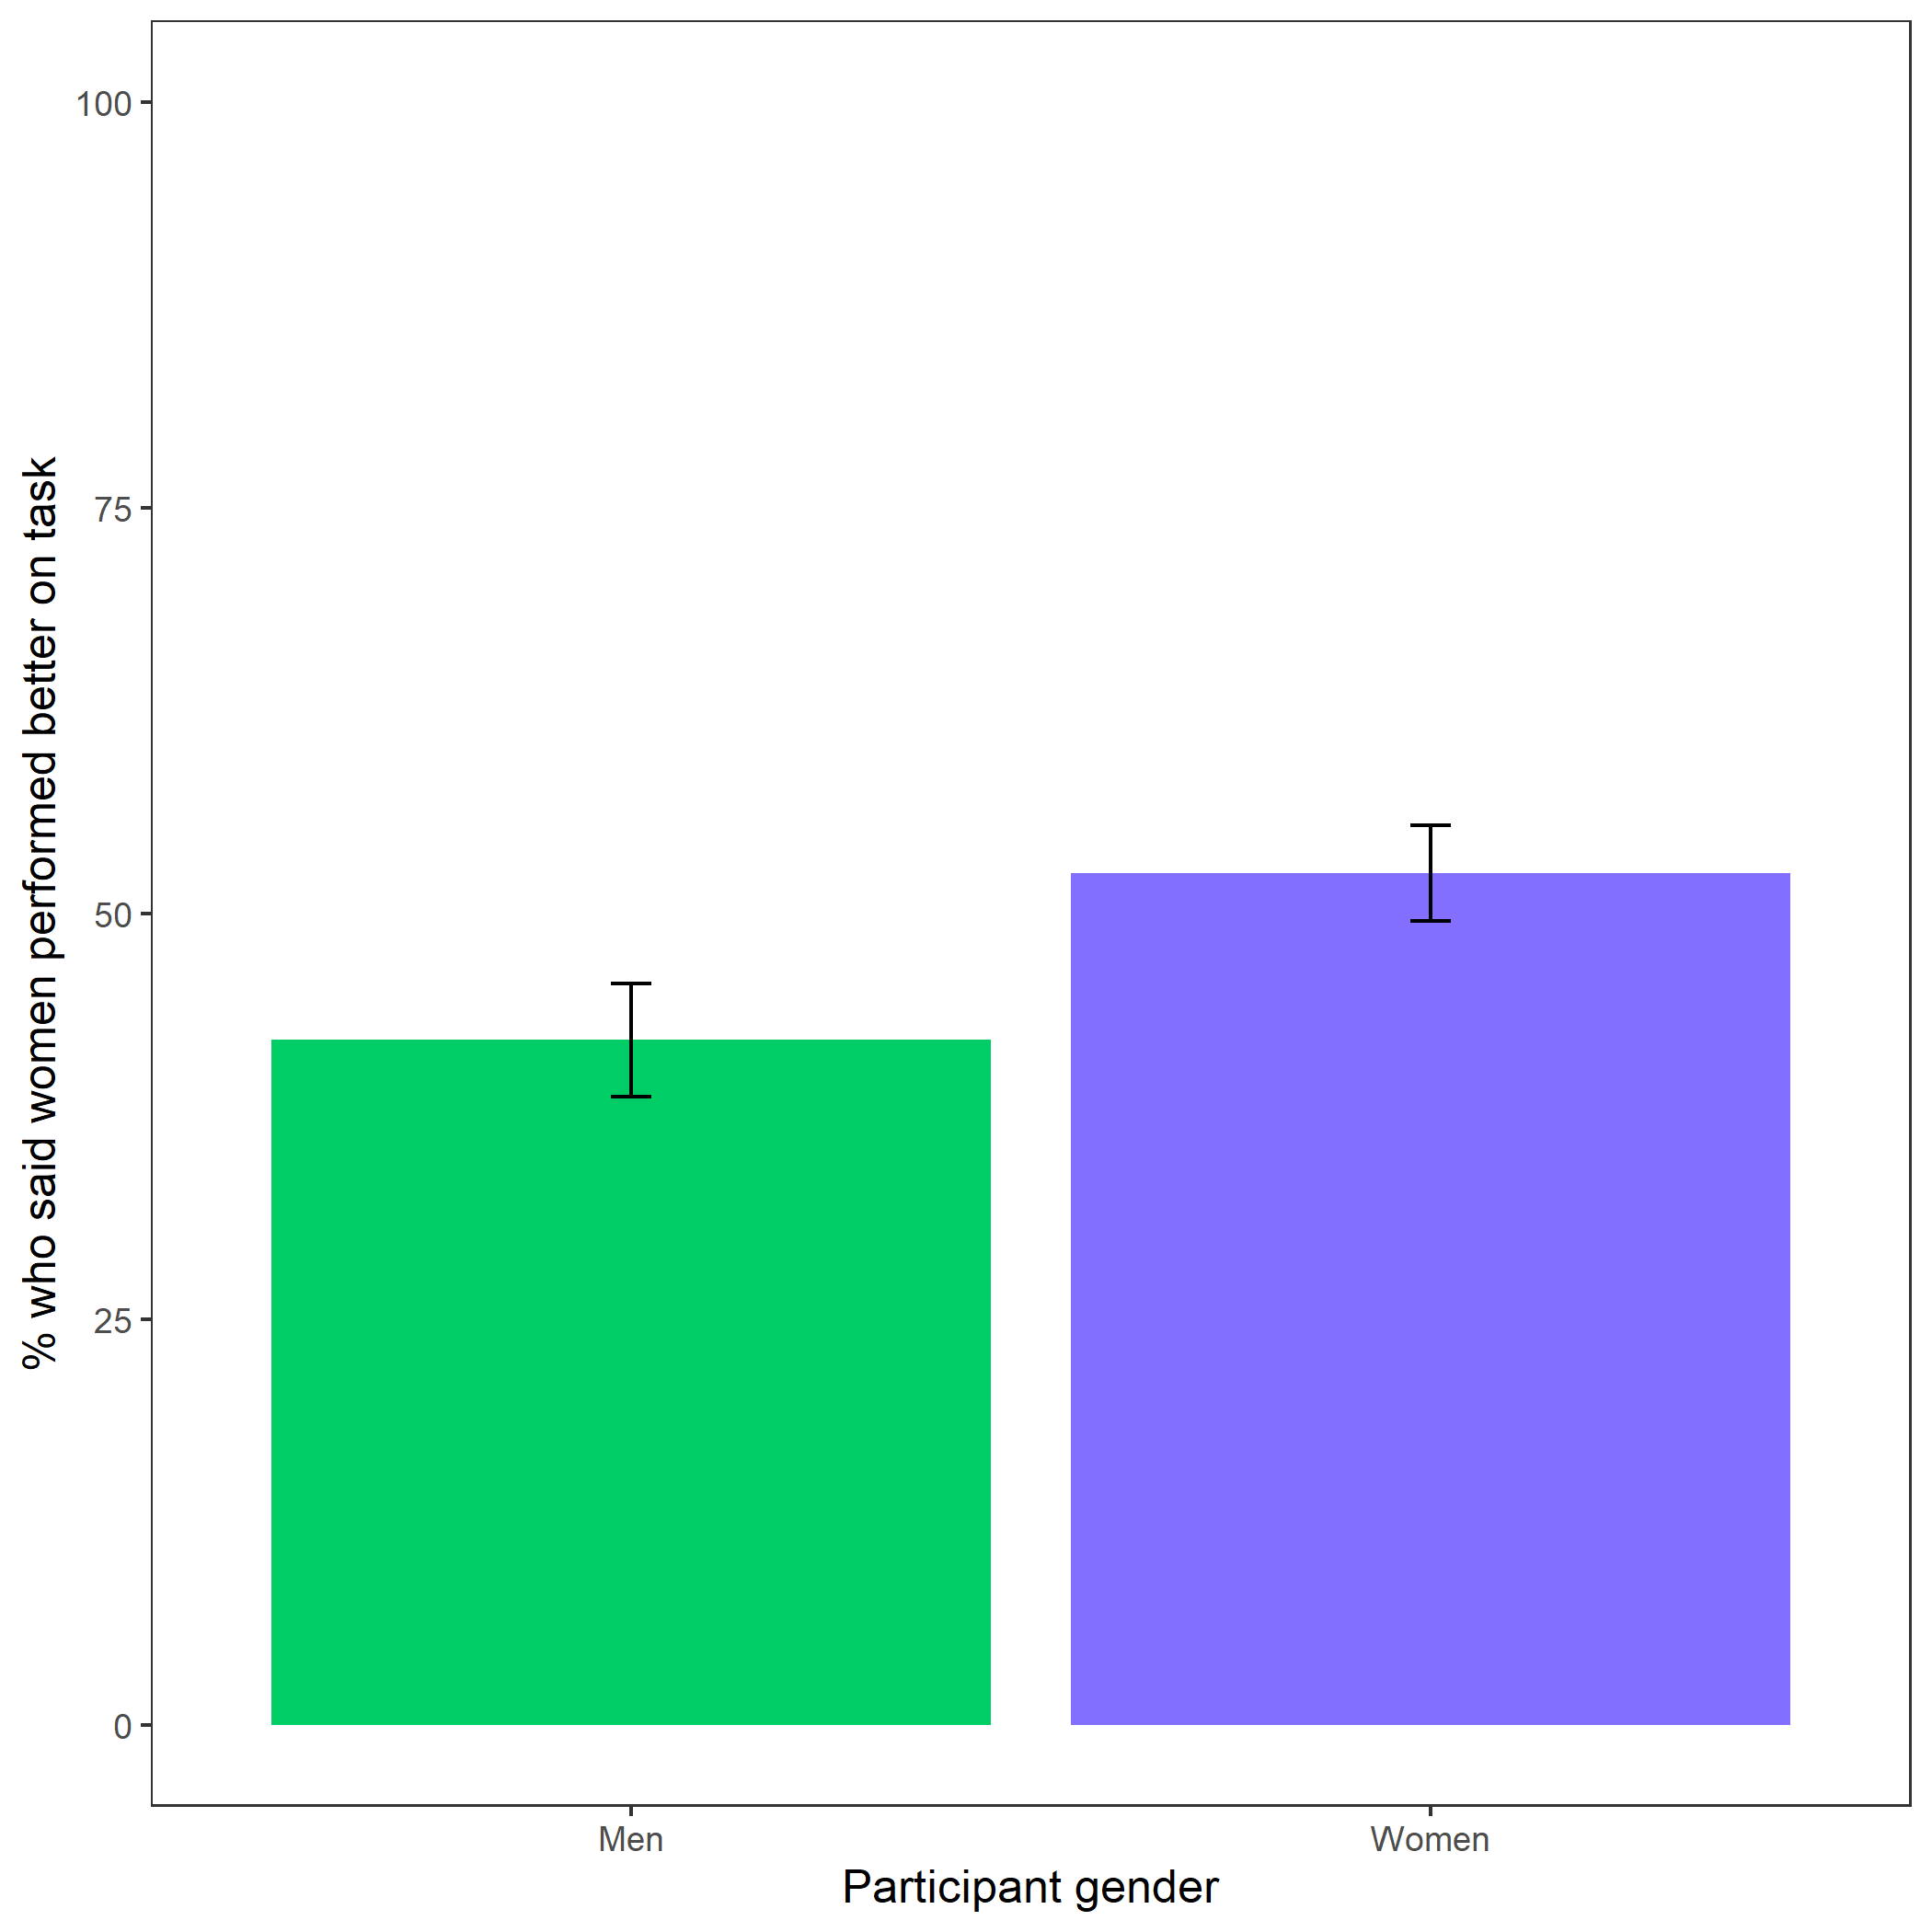 % who said women performed better on task
100
75
50
25
0
Men
Women
Participant gender